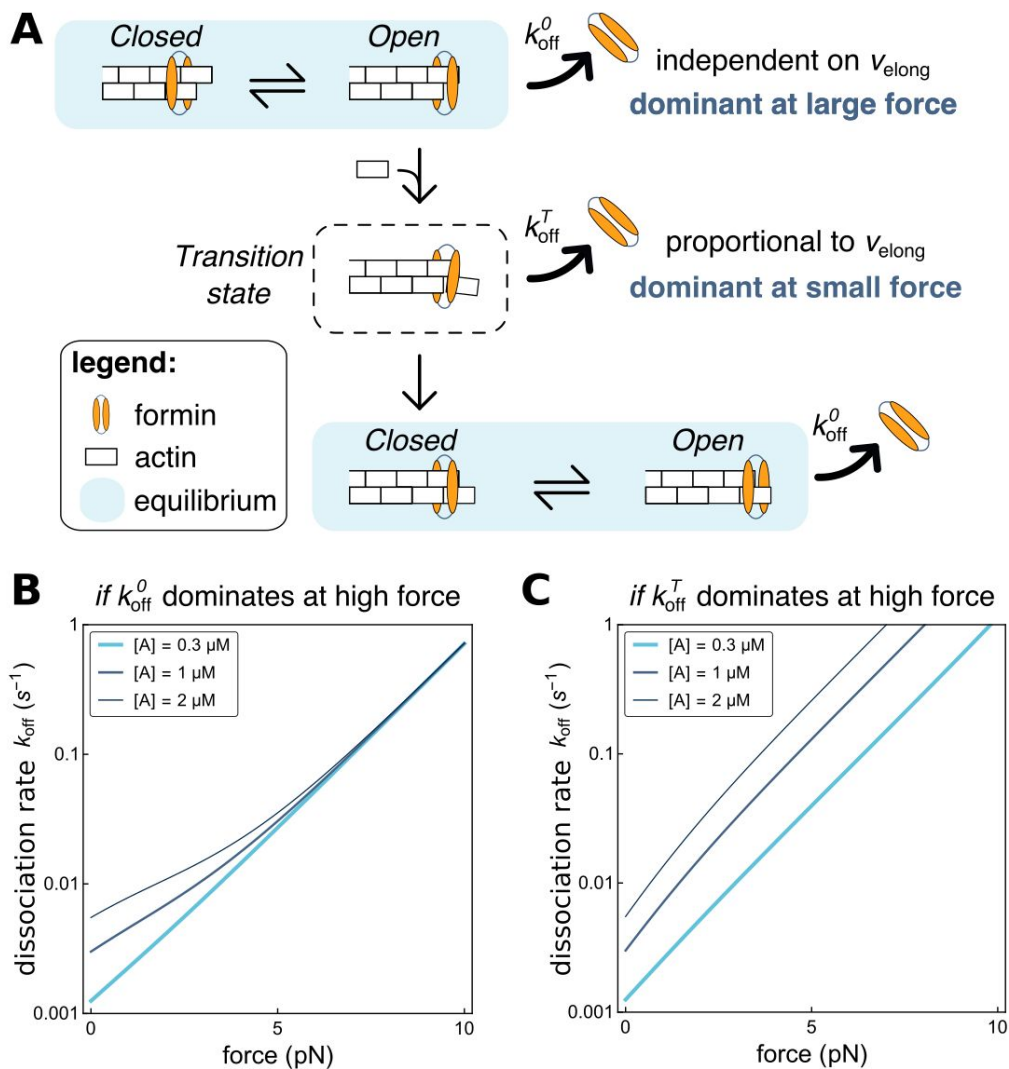 A
Closed
Open
k⁰off
independent on velong
dominant at large force
Transition
state
kᵀoff
proportional to velong
dominant at small force
legend:
formin
actin
equilibrium
Closed
Open
k⁰off
B
if k⁰off dominates at high force
[A] = 0.3 µM
[A] = 1 µM
[A] = 2 µM
dissociation rate koff (s⁻¹)
1
0.1
0.01
0.001
0
5
10
force (pN)
C
if kᵀoff dominates at high force
[A] = 0.3 µM
[A] = 1 µM
[A] = 2 µM
dissociation rate koff (s⁻¹)
1
0.1
0.01
0.001
0
5
10
force (pN)